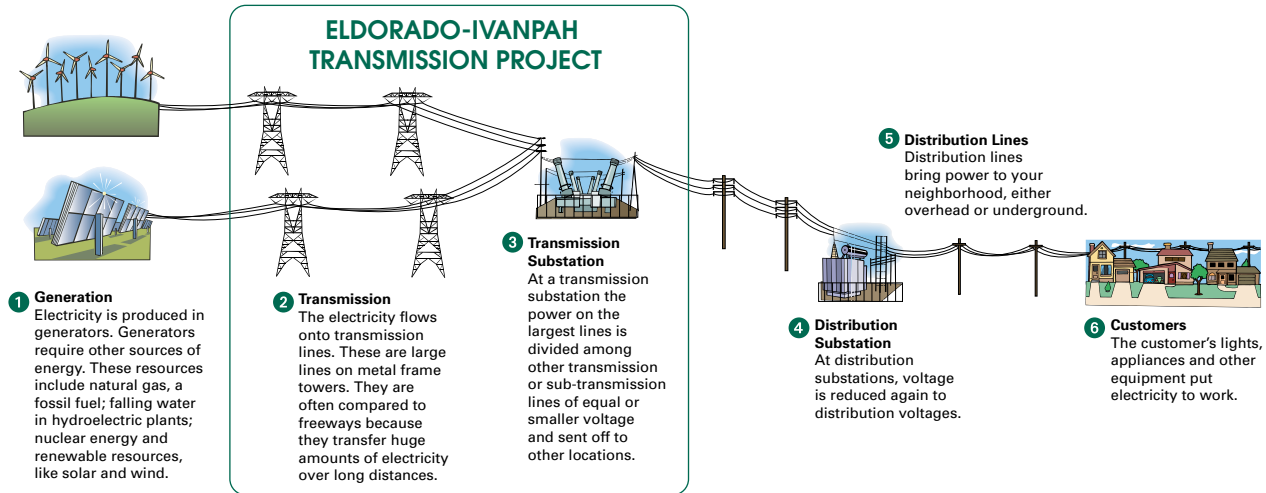 ELDORADO-IVANPAH
TRANSMISSION PROJECT
1 Generation
Electricity is produced in
generators. Generators
require other sources of
energy. These resources
include natural gas, a
fossil fuel; falling water
in hydroelectric plants;
nuclear energy and
renewable resources,
like solar and wind.
2 Transmission
The electricity flows
onto transmission
lines. These are large
lines on metal frame
towers. They are
often compared to
freeways because
they transfer huge
amounts of electricity
over long distances.
3 Transmission
Substation
At a transmission
substation the
power on the
largest lines is
divided among
other transmission
or sub-transmission
lines of equal or
smaller voltage
and sent off to
other locations.
4 Distribution
Substation
At distribution
substations, voltage
is reduced again to
distribution voltages.
5 Distribution Lines
Distribution lines
bring power to your
neighborhood, either
overhead or underground.
6 Customers
The customer's lights,
appliances and other
equipment put
electricity to work.